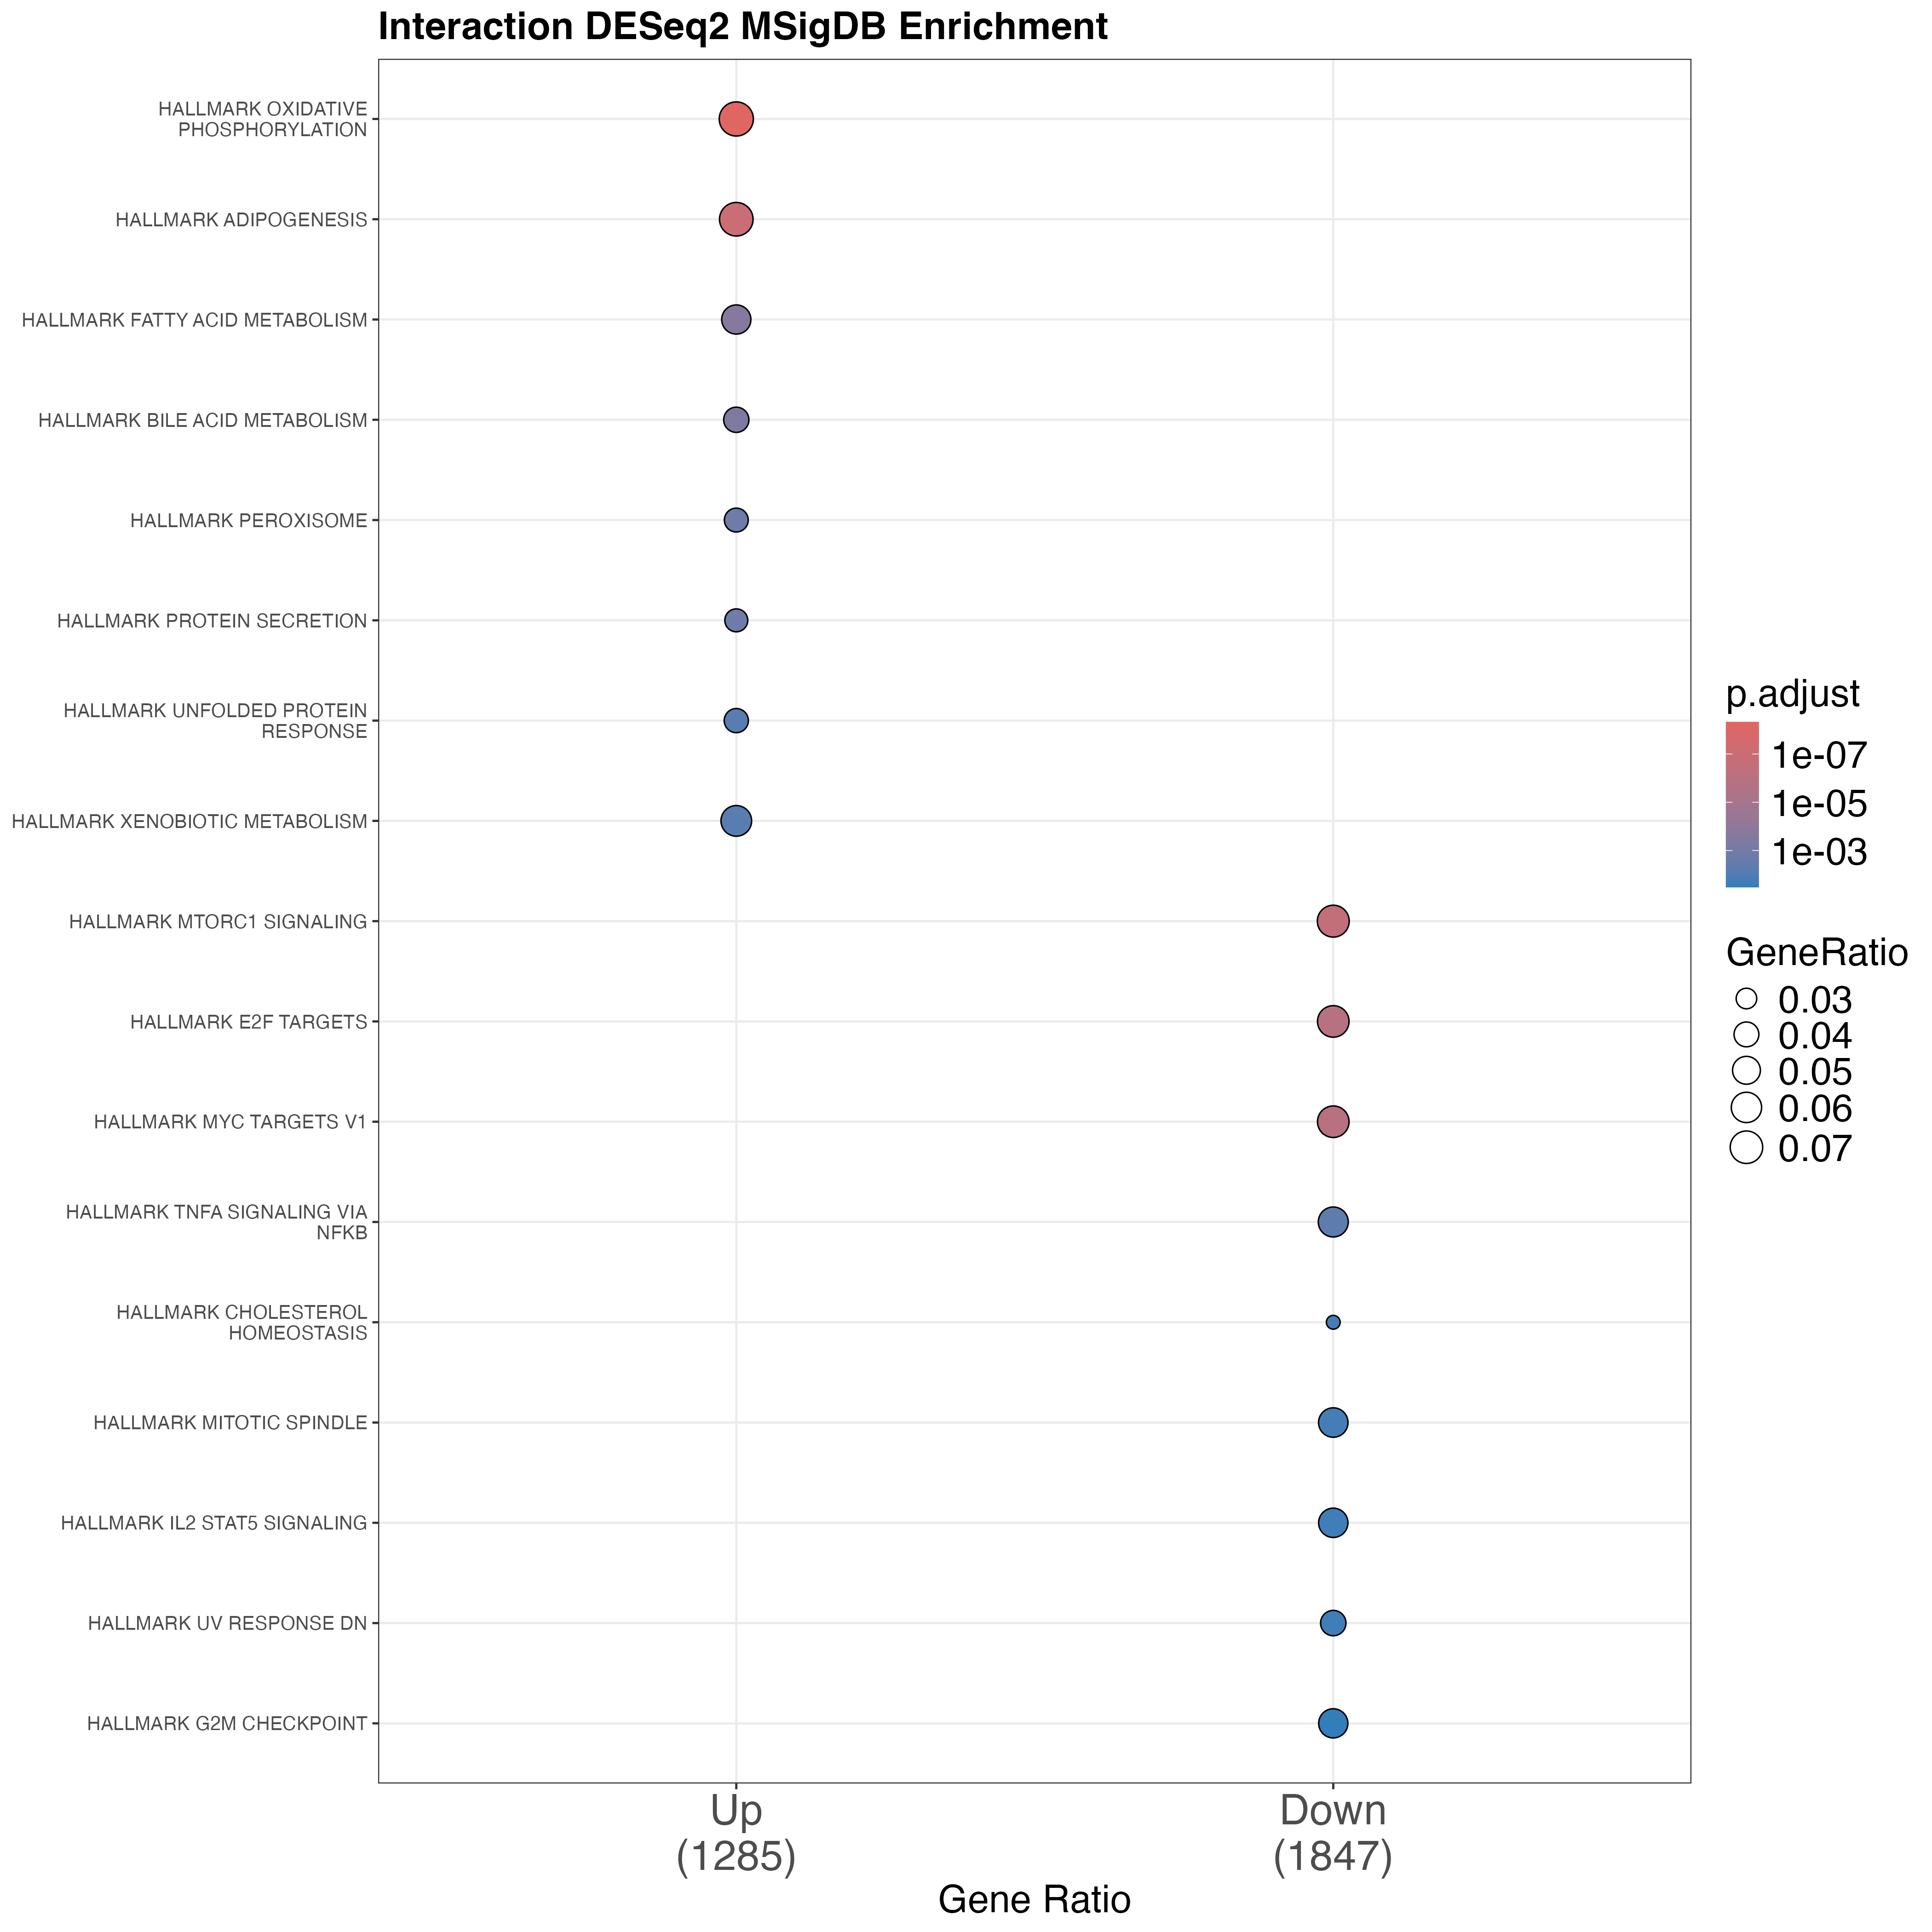 Interaction DESeq2 MSigDB Enrichment
HALLMARK OXIDATIVE
PHOSPHORYLATION
HALLMARK ADIPOGENESIS
HALLMARK FATTY ACID METABOLISM
HALLMARK BILE ACID METABOLISM
HALLMARK PEROXISOME
HALLMARK PROTEIN SECRETION
HALLMARK UNFOLDED PROTEIN
RESPONSE
HALLMARK XENOBIOTIC METABOLISM
HALLMARK MTORC1 SIGNALING
HALLMARK E2F TARGETS
HALLMARK MYC TARGETS V1
HALLMARK TNFA SIGNALING VIA
NFKB
HALLMARK CHOLESTEROL
HOMEOSTASIS
HALLMARK MITOTIC SPINDLE
HALLMARK IL2 STAT5 SIGNALING
HALLMARK UV RESPONSE DN
HALLMARK G2M CHECKPOINT
Up
(1285)
Down
(1847)
Gene Ratio
p.adjust
1e-07
1e-05
1e-03
GeneRatio
0.03
0.04
0.05
0.06
0.07